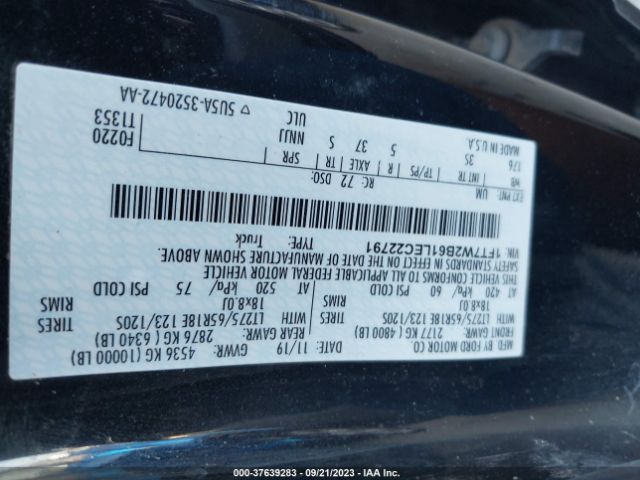 MFD. BY FORD MOTOR CO.
DATE: 11/19 GVWR: 4536 KG (10000 LB)
FRONT GAWR: REAR GAWR:
2177 KG (4800 LB) 2876 KG (6340 LB)
LT275/65R18E 123/120S WITH TIRES LT275/65R18E 123/120S WITH TIRES
18x8.0J RIMS 18x8.0J RIMS
AT 420 kPa/ 60 PSI COLD AT 520 kPa/ 75 PSI COLD
THIS VEHICLE CONFORMS TO ALL APPLICABLE FEDERAL MOTOR VEHICLE
SAFETY STANDARDS IN EFFECT ON THE DATE OF MANUFACTURE SHOWN ABOVE.
VIN: 1FT7W2B61LEC22791
TYPE: Truck
EXT PNT: UM RC: 72 DSO:
WB INT TR TP/PS R AXLE TR SPR
176 35 5 37 S NNJJ F0220
MADE IN U.S.A. ULC T1353
▽ 5USA-3520472-AA
000-37639283 - 09/21/2023 - IAA Inc.